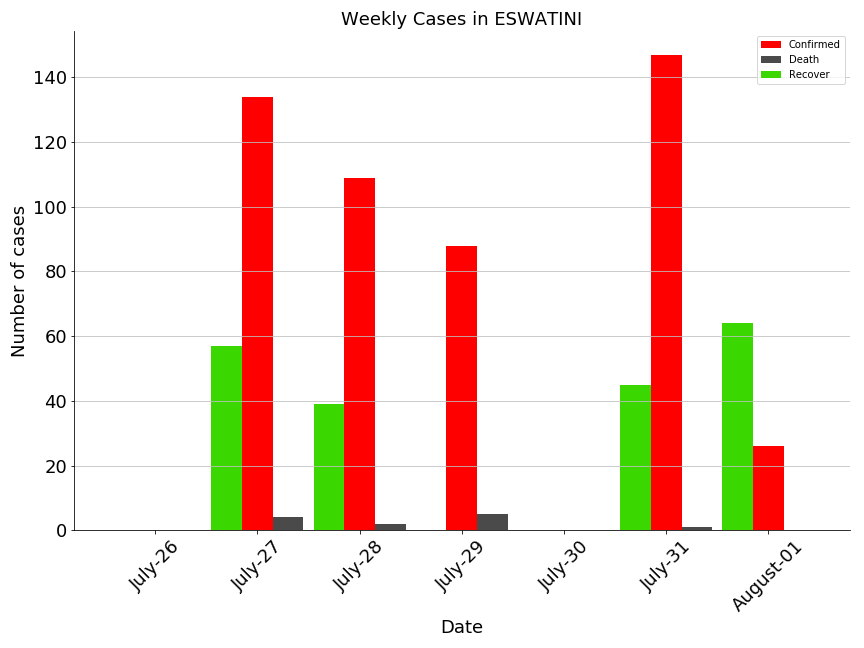 Weekly Cases in ESWATINI
Confirmed
Death
Recover
Number of cases
140
120
100
80
60
40
20
0
July-26
July-27
July-28
July-29
July-30
July-31
August-01
Date